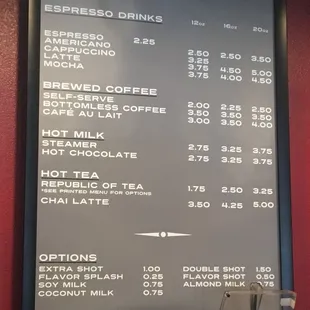 ESPRESSO DRINKS 12oz 16oz 20oz
ESPRESSO 2.25
AMERICANO 2.50 2.50 3.50
CAPPUCCINO 3.25
LATTE 3.75 4.50 5.00
MOCHA 3.75 4.00 4.50
BREWED COFFEE
SELF-SERVE 2.00 2.25 2.50
BOTTOMLESS COFFEE 3.50 3.50 3.50
CAFÉ AU LAIT 3.00 3.50 4.00
HOT MILK
STEAMER 2.75 3.25 3.75
HOT CHOCOLATE 2.75 3.25 3.75
HOT TEA
REPUBLIC OF TEA 1.75 2.50 3.25
*SEE PRINTED MENU FOR OPTIONS
CHAI LATTE 3.50 4.25 5.00
OPTIONS
EXTRA SHOT 1.00 DOUBLE SHOT 1.50
FLAVOR SPLASH 0.25 FLAVOR SHOT 0.50
SOY MILK 0.75 ALMOND MILK 0.75
COCONUT MILK 0.75